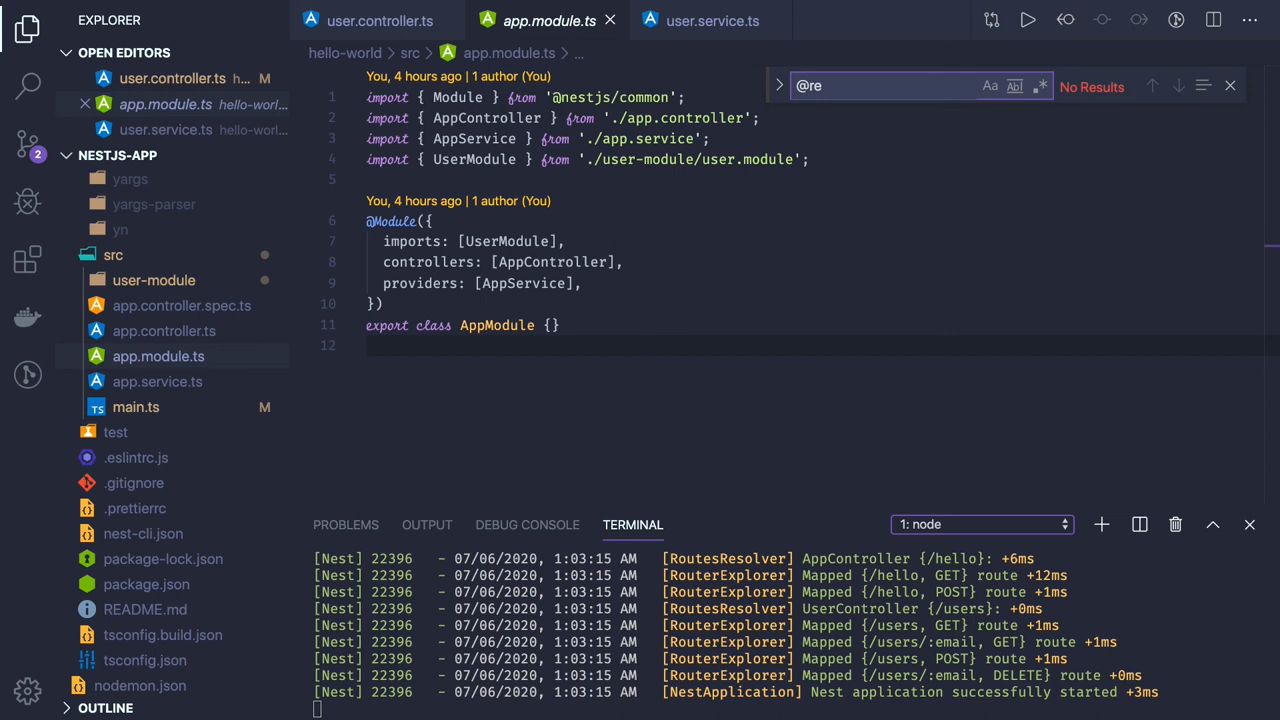 EXPLORER
OPEN EDITORS
user.controller.ts h... M
app.module.ts hello-worl...
user.service.ts hello-worl...
2
NESTJS-APP
yargs
yargs-parser
yn
src
user-module
app.controller.spec.ts
app.controller.ts
app.module.ts
app.service.ts
TS main.ts M
test
.eslintrc.js
.gitignore
.prettierrc
nest-cli.json
package-lock.json
package.json
README.md
tsconfig.build.json
tsconfig.json
nodemon.json
OUTLINE
user.controller.ts app.module.ts user.service.ts
hello-world > src > app.module.ts > ...
@re Aa Abl .* No Results
You, 4 hours ago | 1 author (You)
1 import { Module } from '@nestjs/common';
2 import { AppController } from './app.controller';
3 import { AppService } from './app.service';
4 import { UserModule } from './user-module/user.module';
5
You, 4 hours ago | 1 author (You)
6 @Module({
7 imports: [UserModule],
8 controllers: [AppController],
9 providers: [AppService],
10 })
11 export class AppModule {}
12
PROBLEMS OUTPUT DEBUG CONSOLE TERMINAL 1: node
[Nest] 22396 - 07/06/2020, 1:03:15 AM [RoutesResolver] AppController {/hello}: +6ms
[Nest] 22396 - 07/06/2020, 1:03:15 AM [RouterExplorer] Mapped {/hello, GET} route +12ms
[Nest] 22396 - 07/06/2020, 1:03:15 AM [RouterExplorer] Mapped {/hello, POST} route +1ms
[Nest] 22396 - 07/06/2020, 1:03:15 AM [RoutesResolver] UserController {/users}: +0ms
[Nest] 22396 - 07/06/2020, 1:03:15 AM [RouterExplorer] Mapped {/users, GET} route +1ms
[Nest] 22396 - 07/06/2020, 1:03:15 AM [RouterExplorer] Mapped {/users/:email, GET} route +1ms
[Nest] 22396 - 07/06/2020, 1:03:15 AM [RouterExplorer] Mapped {/users, POST} route +1ms
[Nest] 22396 - 07/06/2020, 1:03:15 AM [RouterExplorer] Mapped {/users/:email, DELETE} route +0ms
[Nest] 22396 - 07/06/2020, 1:03:15 AM [NestApplication] Nest application successfully started +3ms